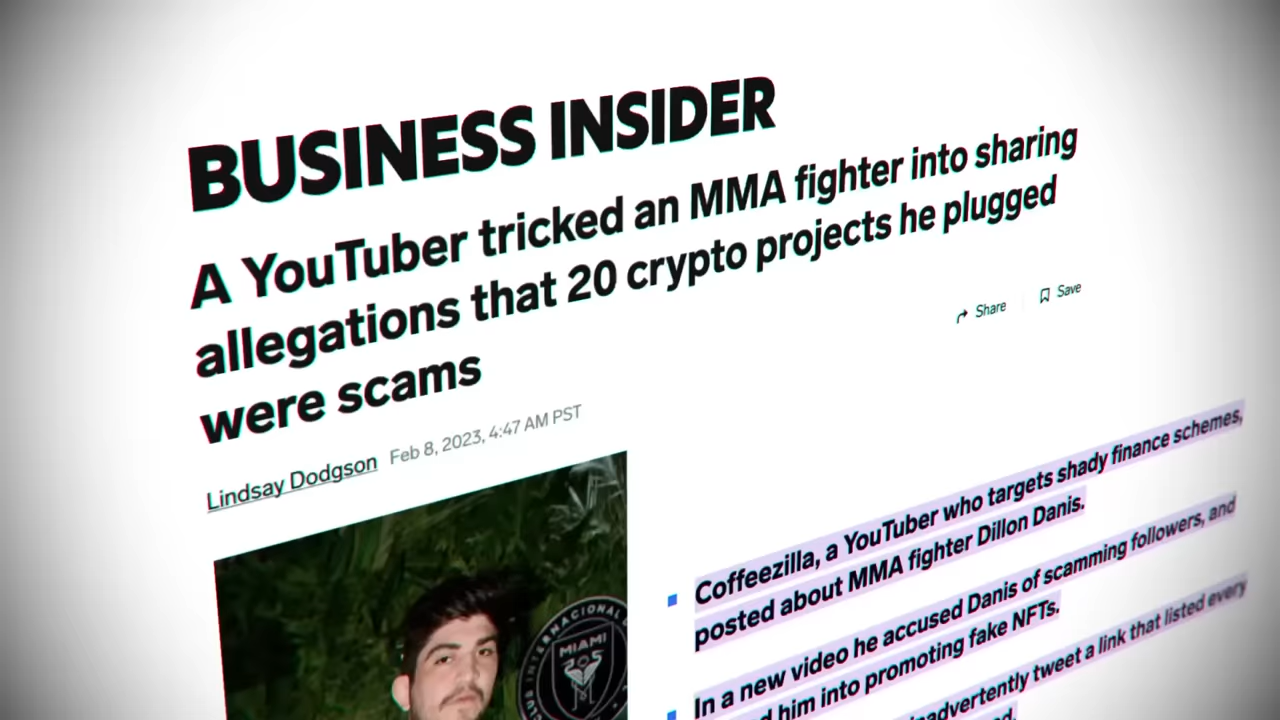 BUSINESS INSIDER
A YouTuber tricked an MMA fighter into sharing
allegations that 20 crypto projects he plugged
were scams
Share Save
Lindsay Dodgson Feb 8, 2023, 4:47 AM PST
Coffeezilla, a YouTuber who targets shady finance schemes,
posted about MMA fighter Dillon Danis.
In a new video he accused Danis of scamming followers, and
him into promoting fake NFTs.
tweet a link that listed every
MIAMI